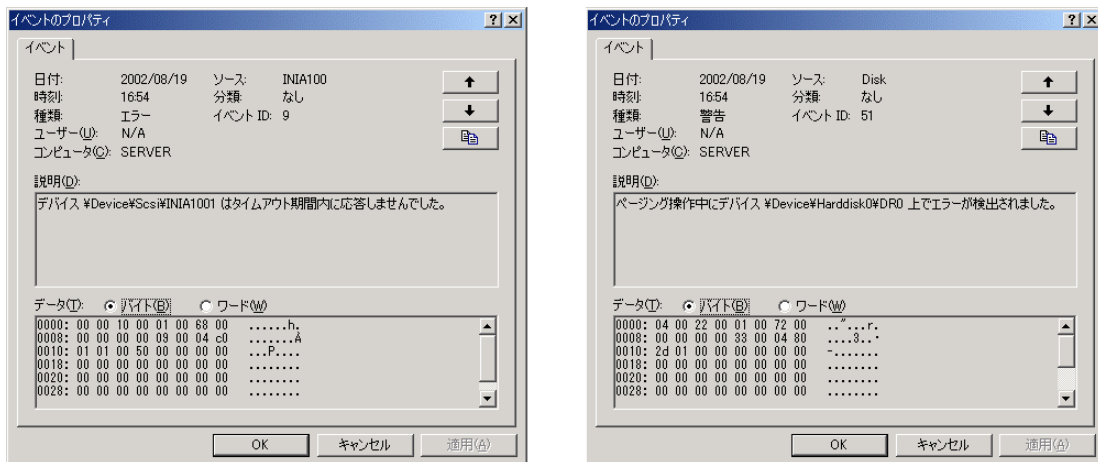 イベントのプロパティ
イベント
日付: 2002/08/19 ソース: INIA100
時刻: 16:54 分類: なし
種類: エラー イベント ID: 9
ユーザー(U): N/A
コンピュータ(C): SERVER
説明(D):
デバイス ¥Device¥Scsi¥INIA1001 はタイムアウト期間内に応答しませんでした。
データ(T): バイト(B) ワード(W)
0000: 00 00 10 00 01 00 68 00 ......h.
0008: 00 00 00 00 09 00 04 c0 .......À
0010: 01 01 00 50 00 00 00 00 ...P....
0018: 00 00 00 00 00 00 00 00 ........
0020: 00 00 00 00 00 00 00 00 ........
0028: 00 00 00 00 00 00 00 00 ........
OK キャンセル 適用(A)
イベントのプロパティ
イベント
日付: 2002/08/19 ソース: Disk
時刻: 16:54 分類: なし
種類: 警告 イベント ID: 51
ユーザー(U): N/A
コンピュータ(C): SERVER
説明(D):
ページング操作中にデバイス ¥Device¥Harddisk0¥DR0 上でエラーが検出されました。
データ(T): バイト(B) ワード(W)
0000: 04 00 22 00 01 00 72 00 .."...r.
0008: 00 00 00 00 33 00 04 80 ....3..·
0010: 2d 01 00 00 00 00 00 00 -.......
0018: 00 00 00 00 00 00 00 00 ........
0020: 00 00 00 00 00 00 00 00 ........
0028: 00 00 00 00 00 00 00 00 ........
OK キャンセル 適用(A)